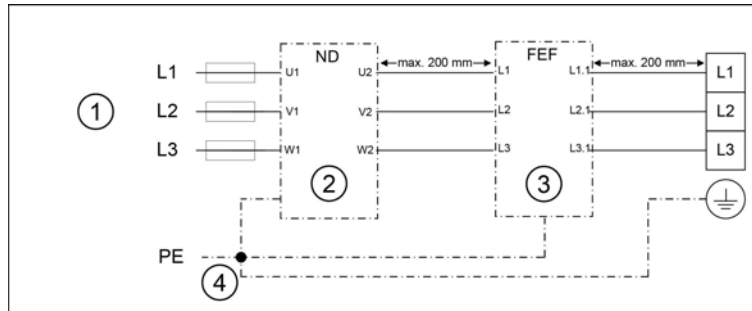 ND
FEF
max. 200 mm
max. 200 mm
L1
U1
U2
L1
L1.1
L1
1
L2
V1
V2
L2
L2.1
L2
L3
W1
W2
L3
L3.1
L3
2
3
PE
4